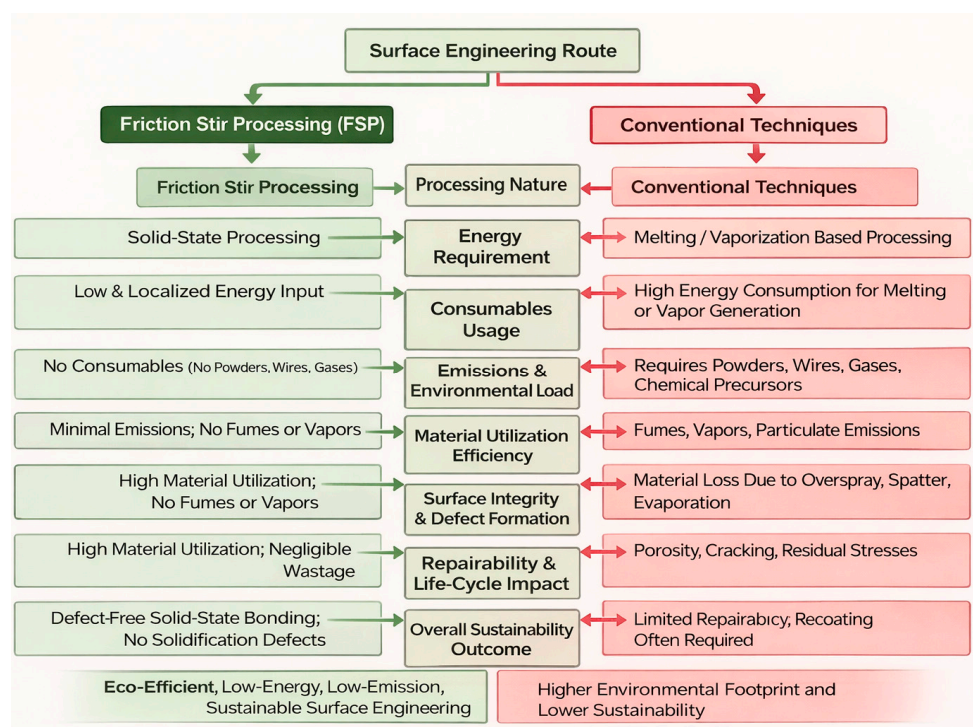 Surface Engineering Route
Friction Stir Processing (FSP)
Conventional Techniques
Friction Stir Processing
Processing Nature
Conventional Techniques
Solid-State Processing
Energy
Requirement
Melting / Vaporization Based Processing
Low & Localized Energy Input
Consumables
Usage
High Energy Consumption for Melting
or Vapor Generation
No Consumables (No Powders, Wires, Gases)
Emissions &
Environmental Load
Requires Powders, Wires, Gases,
Chemical Precursors
Minimal Emissions; No Fumes or Vapors
Material Utilization
Efficiency
Fumes, Vapors, Particulate Emissions
High Material Utilization;
No Fumes or Vapors
Surface Integrity
& Defect Formation
Material Loss Due to Overspray, Spatter,
Evaporation
High Material Utilization; Negligible
Wastage
Repairability &
Life-Cycle Impact
Porosity, Cracking, Residual Stresses
Defect-Free Solid-State Bonding;
No Solidification Defects
Overall Sustainability
Outcome
Limited Recoating
Often Required
Eco-Efficient, Low-Energy, Low-Emission,
Sustainable Surface Engineering
Higher Environmental Footprint and
Lower Sustainability